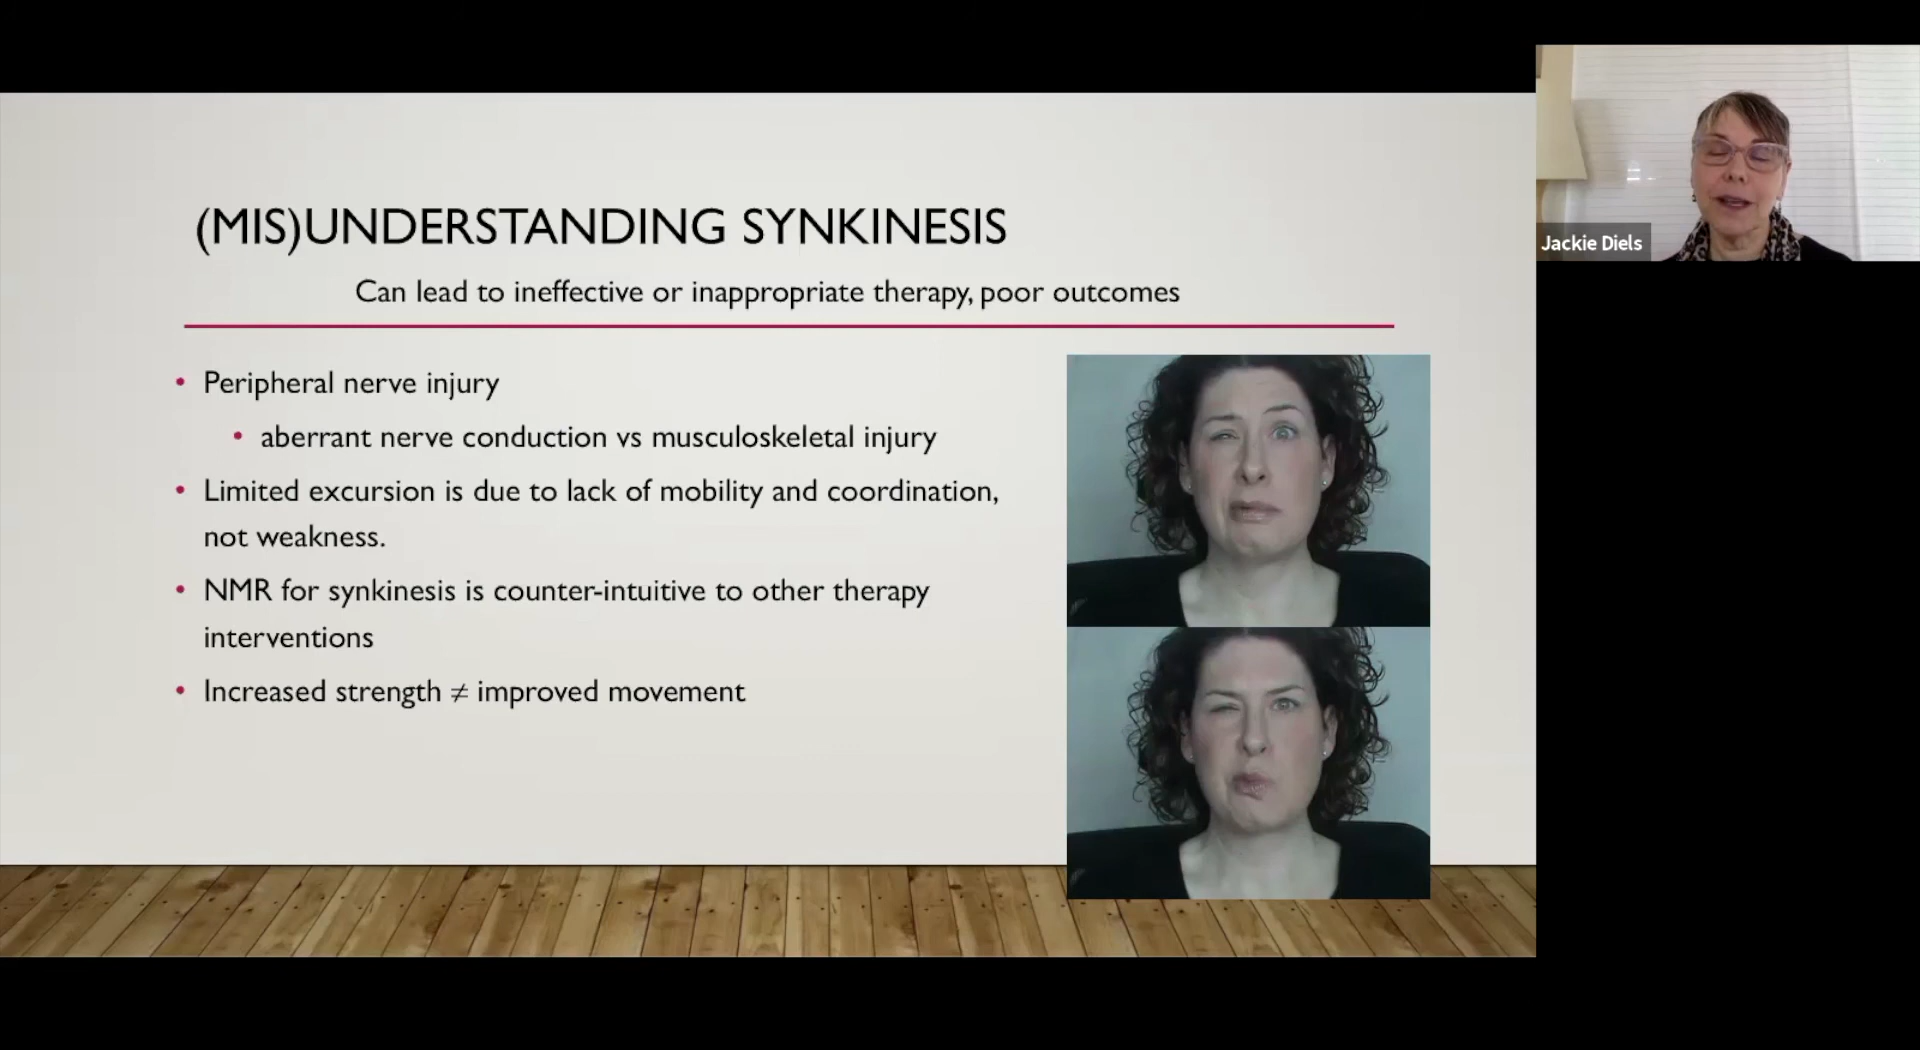 (MIS)UNDERSTANDING SYNKINESIS
Can lead to ineffective or inappropriate therapy, poor outcomes
• Peripheral nerve injury
• aberrant nerve conduction vs musculoskeletal injury
• Limited excursion is due to lack of mobility and coordination,
not weakness.
• NMR for synkinesis is counter-intuitive to other therapy
interventions
• Increased strength ≠ improved movement
Jackie Diels